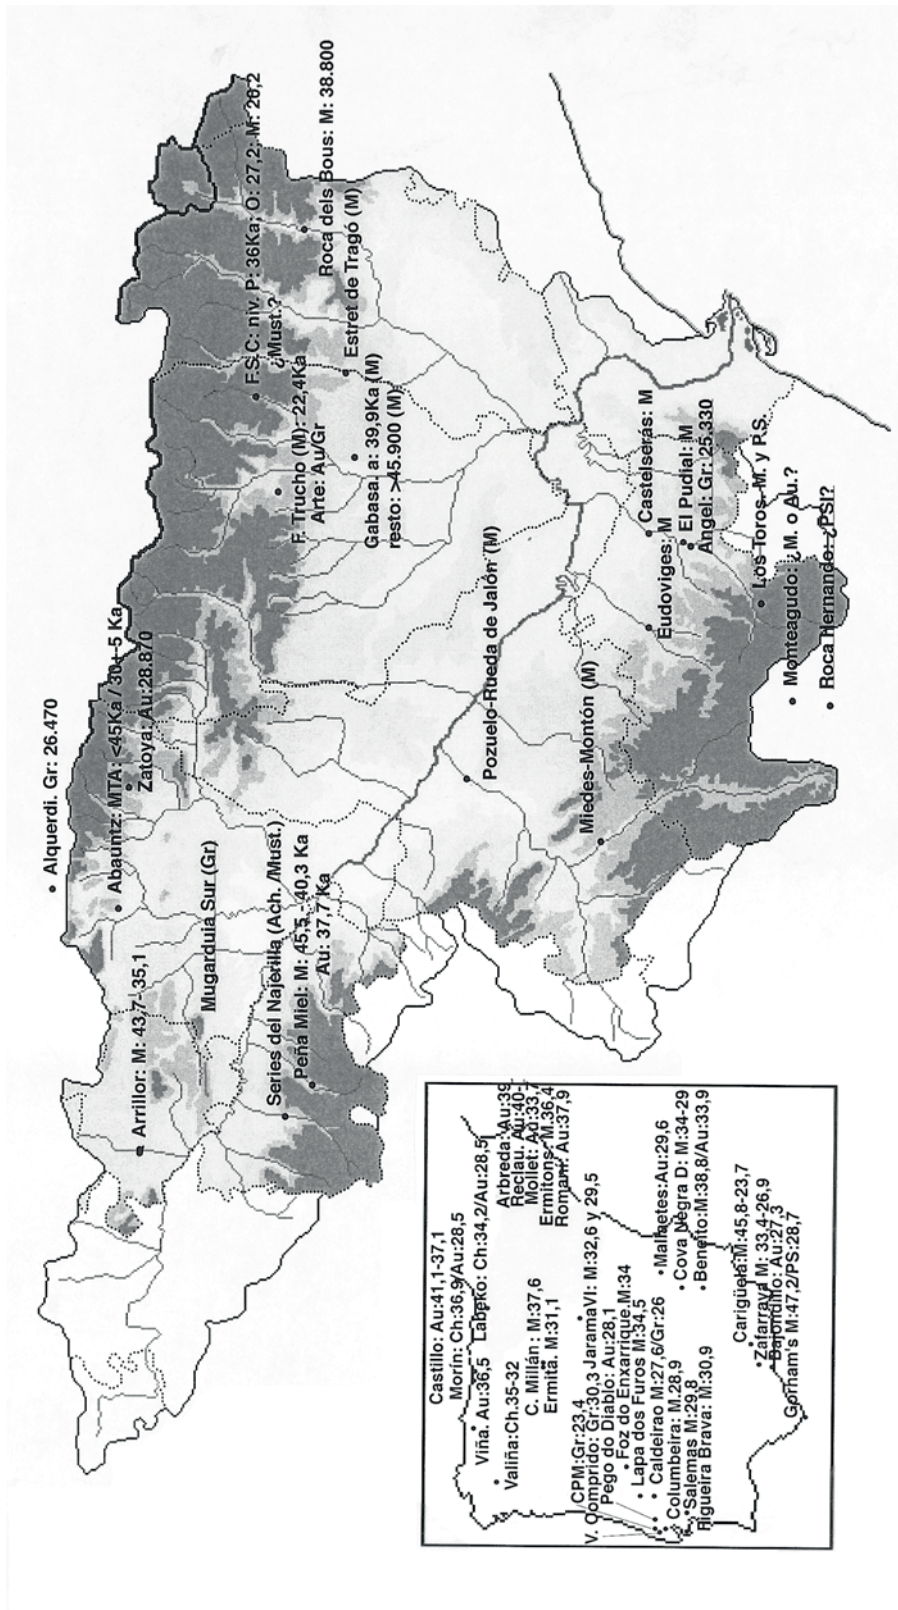 Alquerdi. Gr: 26.470
Abauntz: MTA: <45Ka / 30+-5 Ka
Zatoya: Au:28.870
Arrillor: M: 43,7-35,1
Mugarduia Sur (Gr)
Series del Najerilla (Ach. /Must.)
Peña Miel: M: 45,5 - 40,3 Ka
Au: 37,7 Ka
F.S.C: niv. P: 36Ka; O: 27,2: M: 26,2
¿Must.?
Roca dels Bous: M: 38.800
Estret de Tragó (M)
F. Trucho (M): 22,4Ka
Arte: Au/Gr
Gabasa. a: 39,9Ka (M)
resto: >45.900 (M)
Pozuelo-Rueda de Jalón (M)
Miedes-Montón (M)
Castelserás: M
Eudoviges M
El Pudial: M
Angel: Gr: 25.330
Los Toros. M. y P.S.
Monteagudo: ¿M. o Au.?
Roca Hernando: ¿PSI?
Castillo: Au:41,1-37,1
Morín: Ch:36,9/Au:28,5
Viña. Au:36,5
Labeko: Ch:34,2/Au:28,5
Valiña:Ch.35-32
Arbreda: Au:39
Reclau. Au:40-
Mollet: Au:33,7
Ermitons: M.36,4
Romaní: Au:37,9
C. Millán : M:37,6
Ermita. M:31,1
CPM:Gr:23,4
V. Comprido: Gr:30,3
JaramaVI: M:32,6 y 29,5
Pego do Diablo: Au:28,1
Foz do Enxarrique.M:34
Lapa dos Furos M:34,5
Caldeirao M:27,6/Gr:26
Columbeira: M.28,9
Salemas M:29,8
Figueira Brava: M:30,9
Mallaetes:Au:29,6
Cova Negra D: M:34-29
Beneito:M:38,8/Au:33,9
Carigüela:M:45,8-23,7
Zafarraya M: 33,4-26,9
Bajondillo: Au:27,3
Gorham's M:47,2/PS:28,7